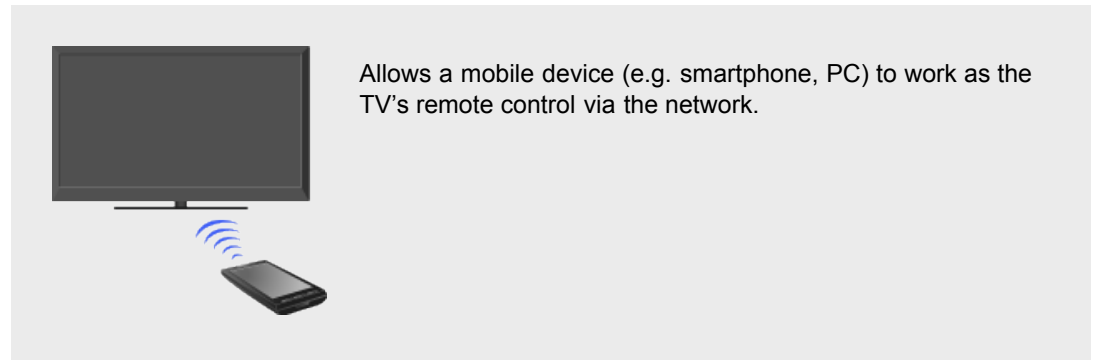 Allows a mobile device (e.g. smartphone, PC) to work as the
TV's remote control via the network.